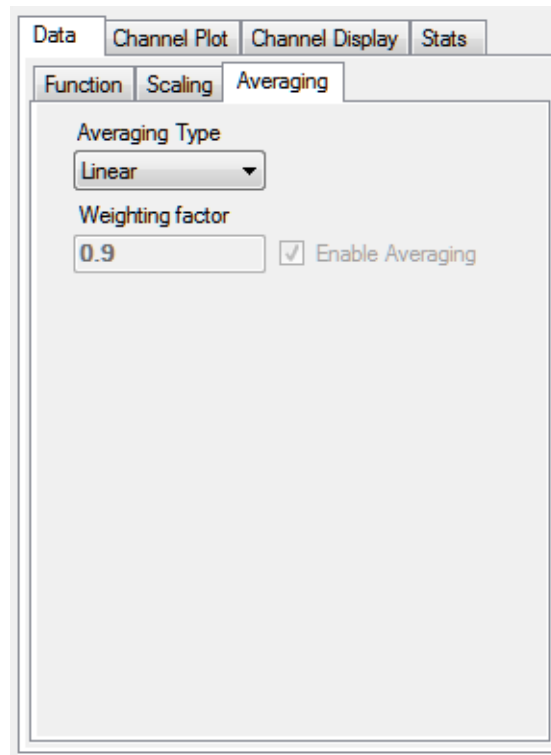 Data Channel Plot Channel Display Stats
Function Scaling Averaging
Averaging Type
Linear
Weighting factor
0.9 Enable Averaging